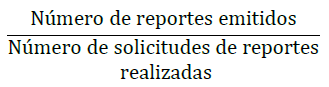 Número de reportes emitidos
Número de solicitudes de reportes
realizadas